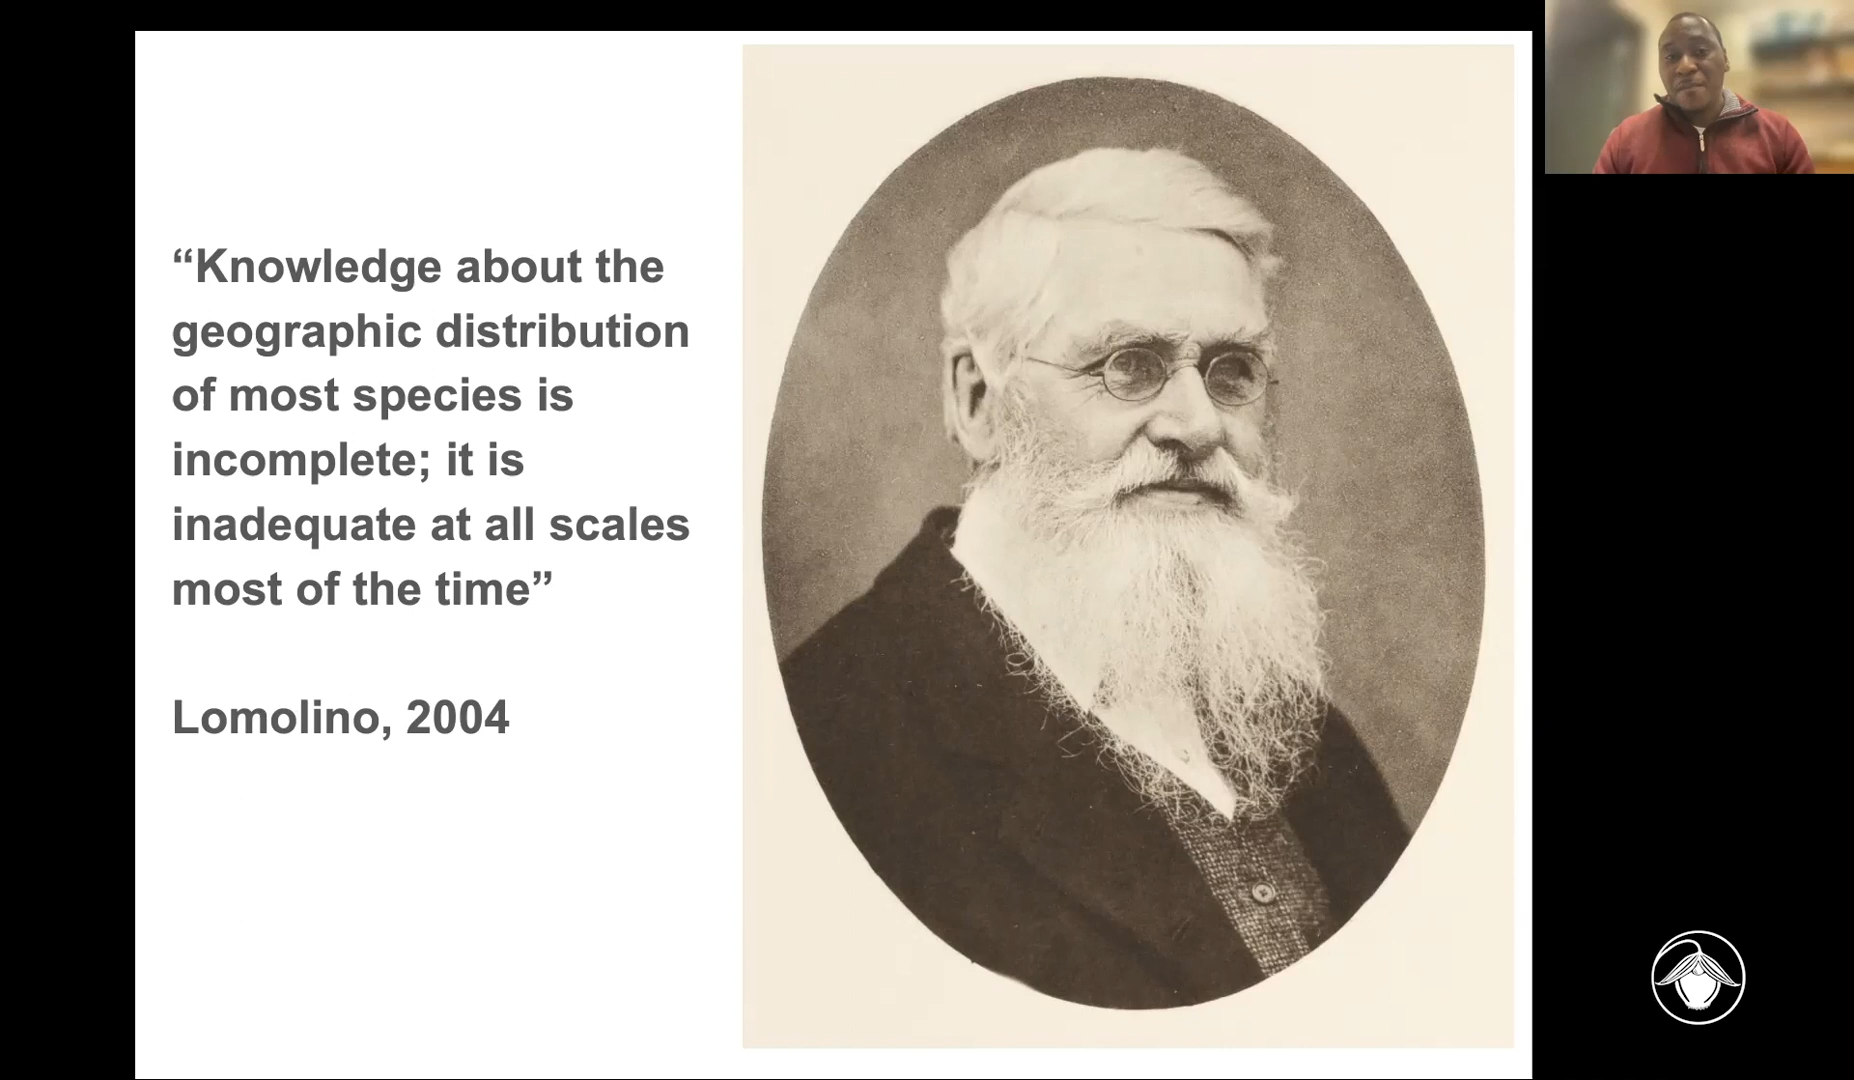 “Knowledge about the
geographic distribution
of most species is
incomplete; it is
inadequate at all scales
most of the time”
Lomolino, 2004